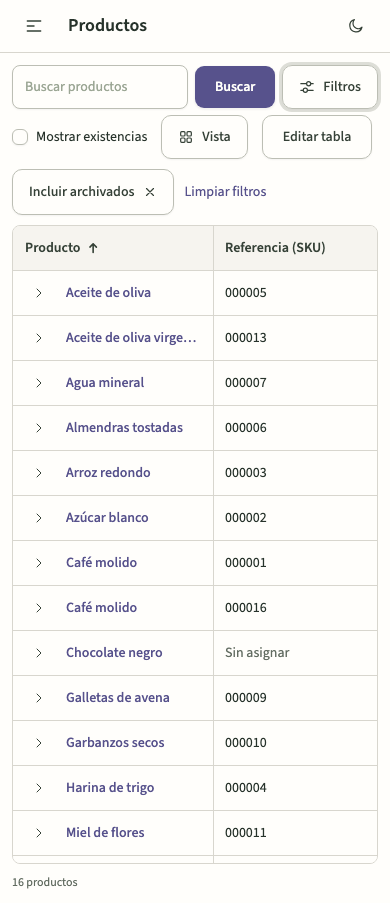 Productos
Buscar productos
Buscar
Filtros
Mostrar existencias
Vista
Editar tabla
Incluir archivados
Limpiar filtros
Producto ↑ Referencia (SKU)
Aceite de oliva 000005
Aceite de oliva virge... 000013
Agua mineral 000007
Almendras tostadas 000006
Arroz redondo 000003
Azúcar blanco 000002
Café molido 000001
Café molido 000016
Chocolate negro Sin asignar
Galletas de avena 000009
Garbanzos secos 000010
Harina de trigo 000004
Miel de flores 000011
16 productos